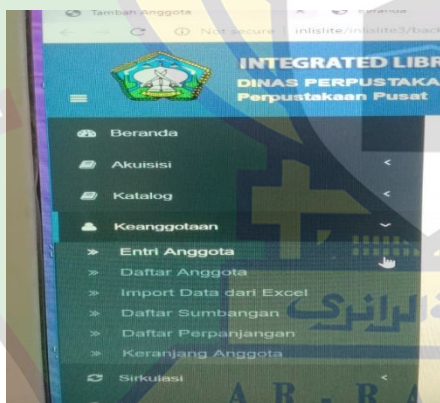 Tambah Anggota
Beranda
Not secure inlislite/inlislite3/back
INTEGRATED LIBR
DINAS PERPUSTAKA
Perpustakaan Pusat
Beranda
Akuisisi
Katalog
Keanggotaan
Entri Anggota
Daftar Anggota
Import Data dari Excel
Daftar Sumbangan
Daftar Perpanjangan
Keranjang Anggota
Sirkulasi
الرانري
A R - R A